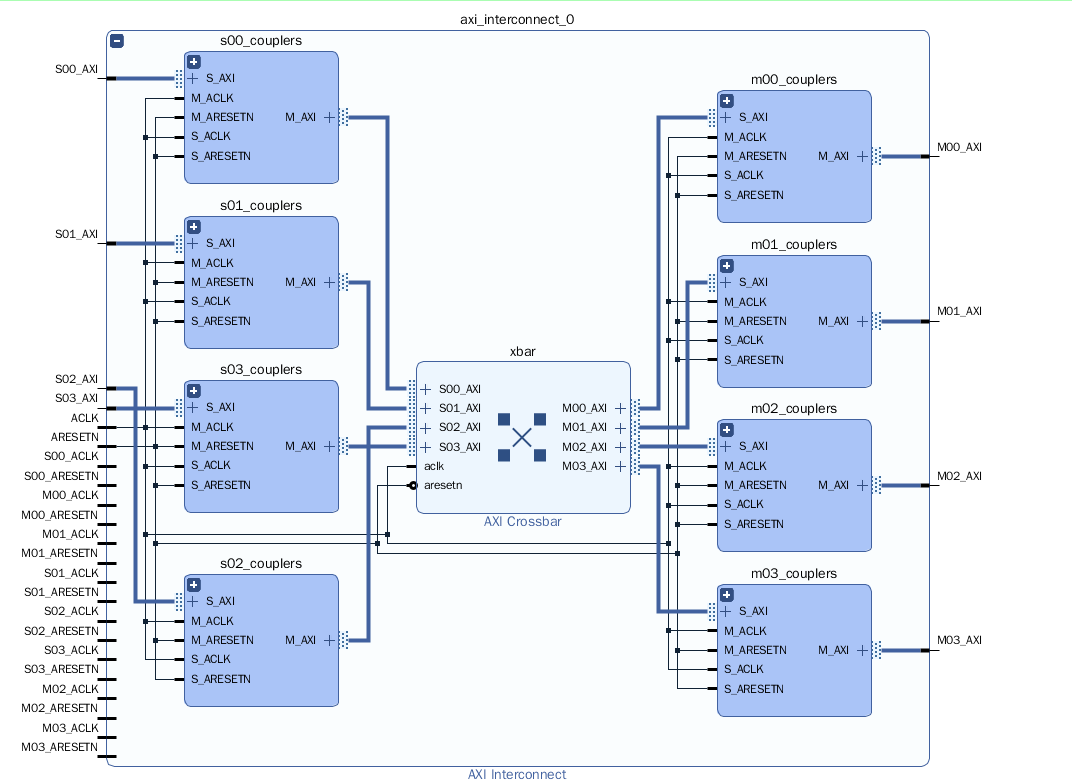 axi_interconnect_0
s00_couplers
S00_AXI
S_AXI
M_ACLK
M_ARESETN
M_AXI
S_ACLK
S_ARESETN
s01_couplers
S01_AXI
S_AXI
M_ACLK
M_ARESETN
M_AXI
S_ACLK
S_ARESETN
s03_couplers
S_AXI
M_ACLK
M_ARESETN
M_AXI
S_ACLK
S_ARESETN
s02_couplers
S_AXI
M_ACLK
M_ARESETN
M_AXI
S_ACLK
S_ARESETN
S02_AXI
S03_AXI
ACLK
ARESETN
S00_ACLK
S00_ARESETN
M00_ACLK
M00_ARESETN
M01_ACLK
M01_ARESETN
S01_ACLK
S01_ARESETN
S02_ACLK
S02_ARESETN
S03_ACLK
S03_ARESETN
M02_ACLK
M02_ARESETN
M03_ACLK
M03_ARESETN
xbar
S00_AXI
S01_AXI
S02_AXI
S03_AXI
aclk
aresetn
M00_AXI
M01_AXI
M02_AXI
M03_AXI
AXI Crossbar
m00_couplers
S_AXI
M_ACLK
M_ARESETN
M_AXI
S_ACLK
S_ARESETN
M00_AXI
m01_couplers
S_AXI
M_ACLK
M_ARESETN
M_AXI
S_ACLK
S_ARESETN
M01_AXI
m02_couplers
S_AXI
M_ACLK
M_ARESETN
M_AXI
S_ACLK
S_ARESETN
M02_AXI
m03_couplers
S_AXI
M_ACLK
M_ARESETN
M_AXI
S_ACLK
S_ARESETN
M03_AXI
AXI Interconnect